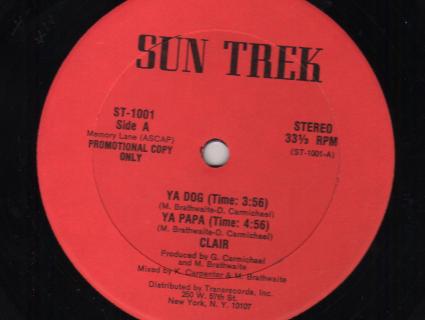 SUN TREK
ST-1001
Side A
Memory Lane (ASCAP)
PROMOTIONAL COPY
ONLY
STEREO
33⅓ RPM
(ST-1001-A)
YA DOG (Time: 3:56)
(M. Brathwaite-D. Carmichael)
YA PAPA (Time: 4:56)
(M. Brathwaite-D. Carmichael)
CLAIR
Produced by G. Carmichael
and M. Brathwaite
Mixed by K. Carpenter & M. Brathwaite
Distributed by Transrecords, Inc.
250 W. 57th St.
New York, N. Y. 10107